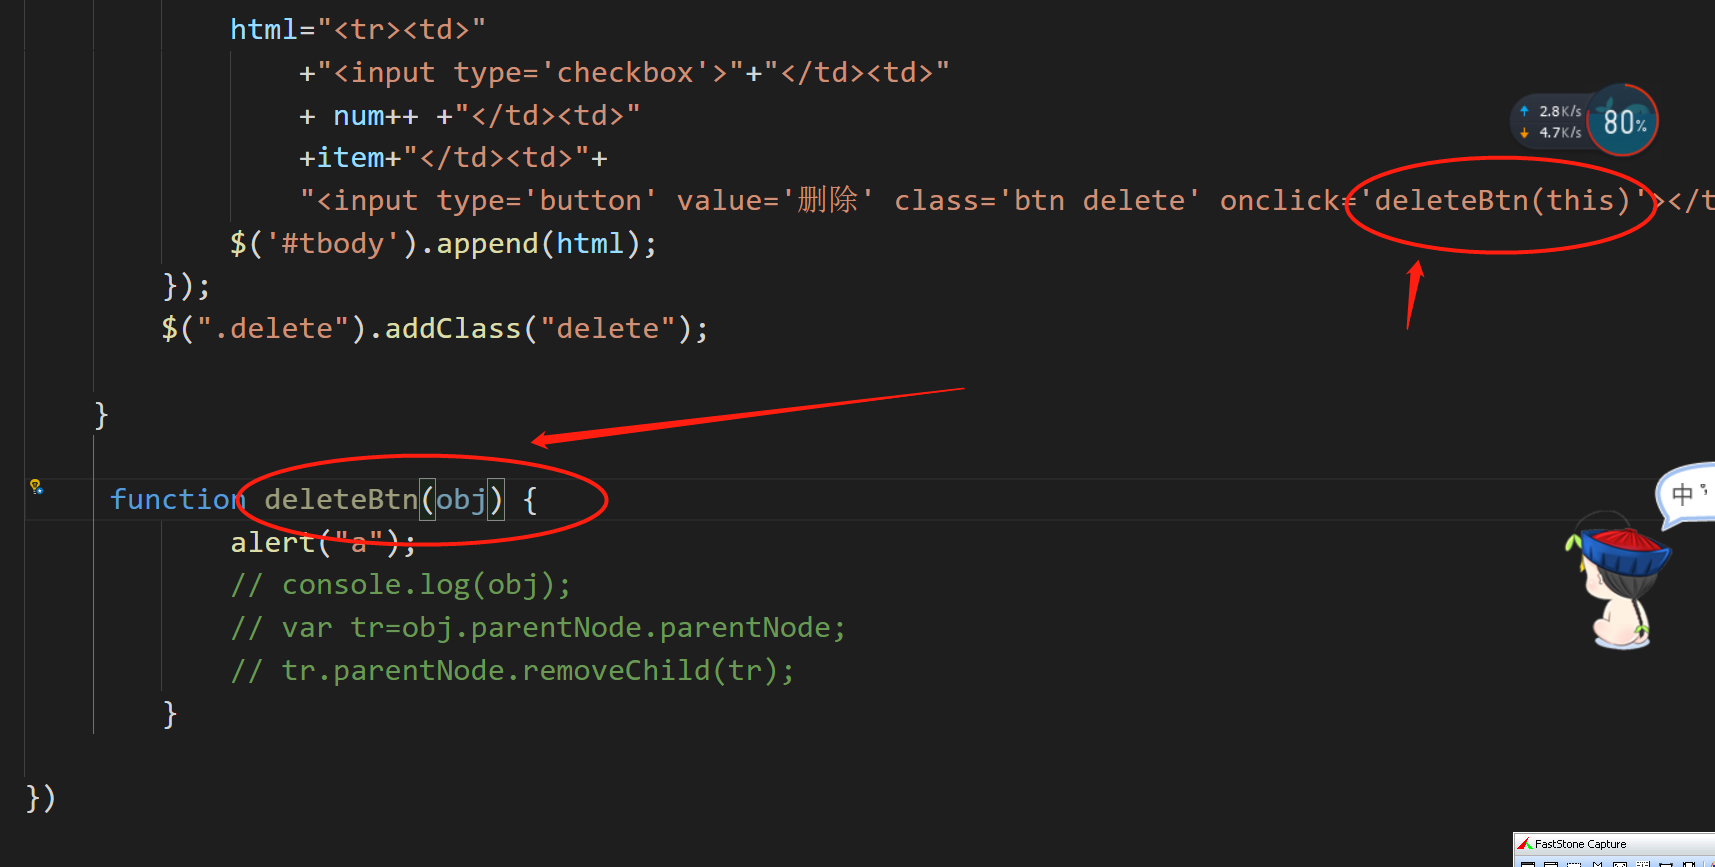 html="<tr><td>"
+"<input type='checkbox'>"+"</td><td>"
+ num++ +"</td><td>"
+item+"</td><td>"+
"<input type='button' value='删除' class='btn delete' onclick='deleteBtn(this)'></t
$('#tbody').append(html);
});
$(".delete").addClass("delete");
}
function deleteBtn(obj) {
alert("a");
// console.log(obj);
// var tr=obj.parentNode.parentNode;
// tr.parentNode.removeChild(tr);
}
})
2.8K/s
4.7K/s
80%
中
FastStone Capture